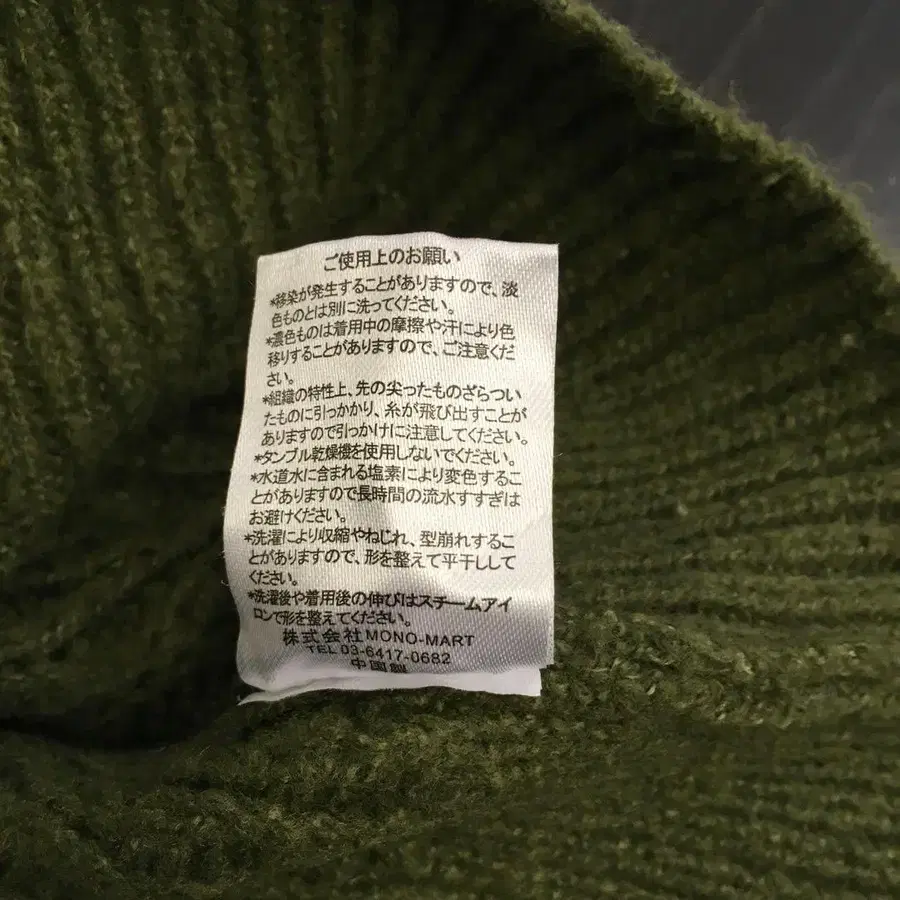 ご使用上のお願い
*移染が発生することがありますので、淡
色ものとは別に洗ってください。
*濃色ものは着用中の摩擦や汗により色
移りすることがありますので、ご注意くだ
さい。
*組織の特性上、先の尖ったものざらつい
たものに引っかかり、糸が飛び出すことが
ありますので引っかけに注意してください。
*タンブル乾燥機を使用しないでください。
*水道水に含まれる塩素により変色するこ
とがありますので長時間の流水すすぎは
お避けください。
*洗濯により収縮やねじれ、型崩れするこ
とがありますので、形を整えて平干しして
ください。
*洗濯後や着用後の伸びはスチームアイ
ロンで形を整えてください。
株式会社MONO-MART
TEL 03-6417-0682
中国製